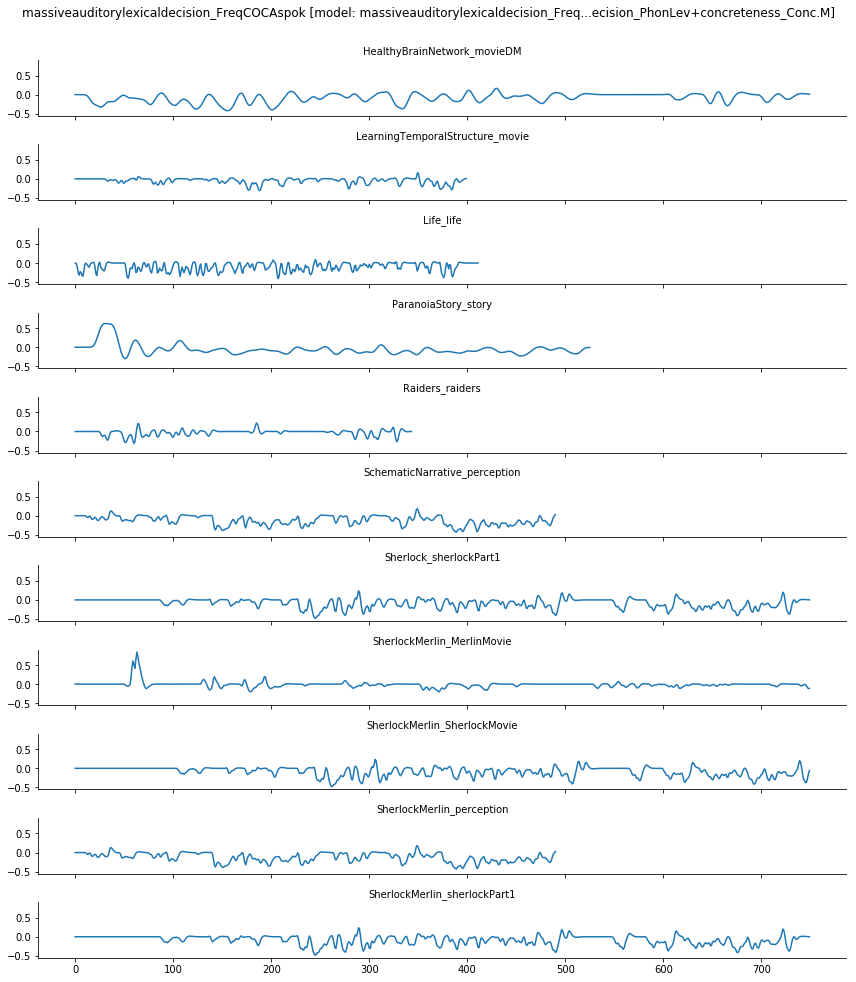 massiveauditorylexicaldecision_FreqCOCAspok [model: massiveauditorylexicaldecision_Freq...ecision_PhonLev+concreteness_Conc.M]
HealthyBrainNetwork_movieDM
0.5
0.0
−0.5
LearningTemporalStructure_movie
0.5
0.0
−0.5
Life_life
0.5
0.0
−0.5
ParanoiaStory_story
0.5
0.0
−0.5
Raiders_raiders
0.5
0.0
−0.5
SchematicNarrative_perception
0.5
0.0
−0.5
Sherlock_sherlockPart1
0.5
0.0
−0.5
SherlockMerlin_MerlinMovie
0.5
0.0
−0.5
SherlockMerlin_SherlockMovie
0.5
0.0
−0.5
SherlockMerlin_perception
0.5
0.0
−0.5
SherlockMerlin_sherlockPart1
0.5
0.0
−0.5
0 100 200 300 400 500 600 700